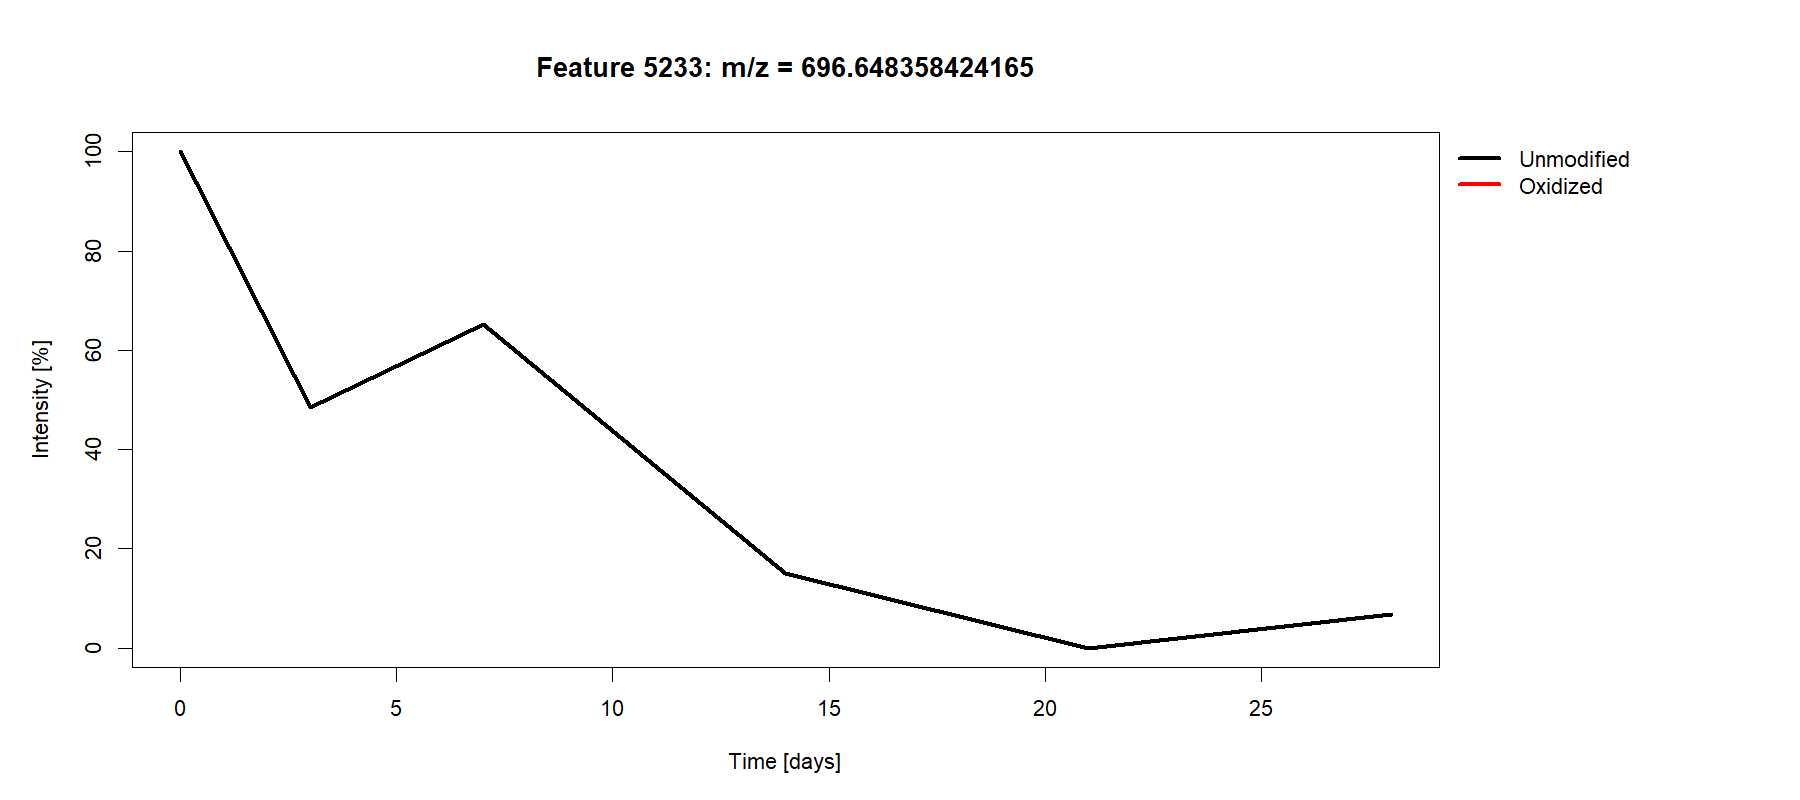 Feature 5233: m/z = 696.648358424165
Unmodified
Oxidized
Intensity [%]
100
80
60
40
20
0
0 5 10 15 20 25
Time [days]